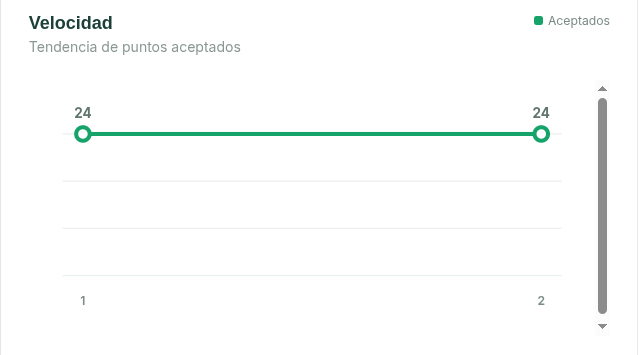 Velocidad
Aceptados
Tendencia de puntos aceptados
24 24
1 2